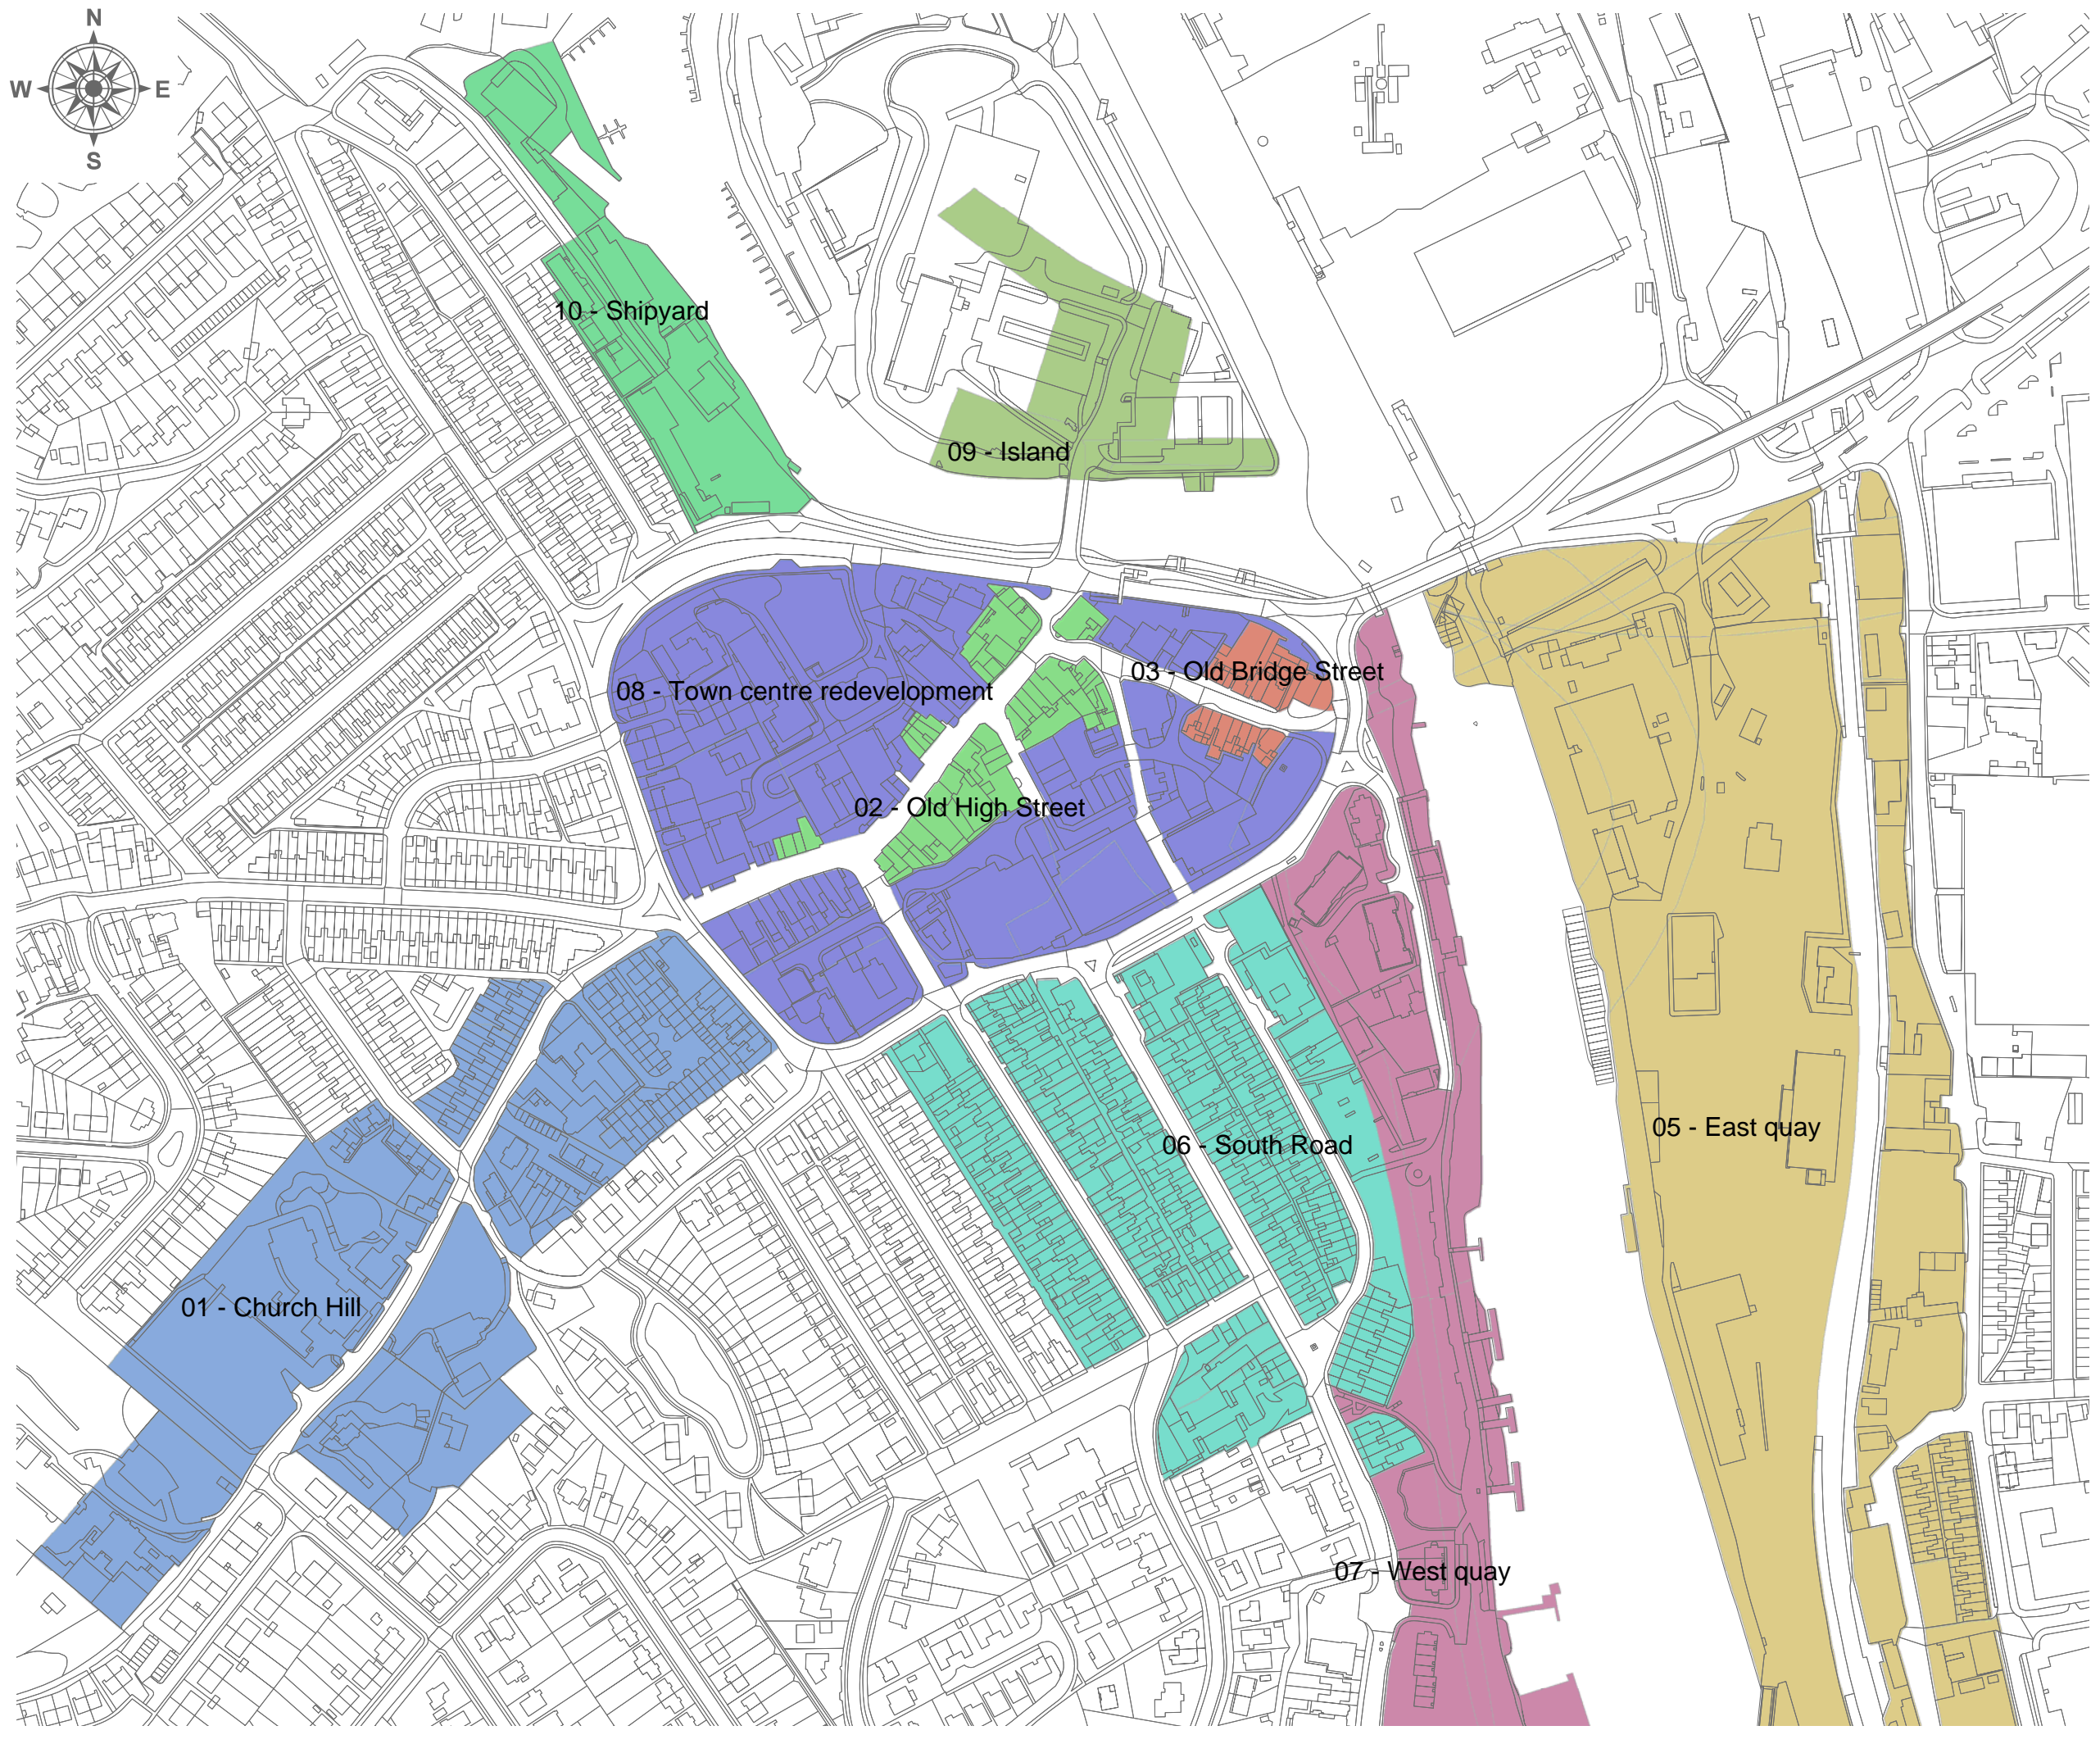 N
W E
S
10 - Shipyard
09 - Island
03 - Old Bridge Street
08 - Town centre redevelopment
02 - Old High Street
05 - East quay
06 - South Road
01 - Church Hill
07 - West quay